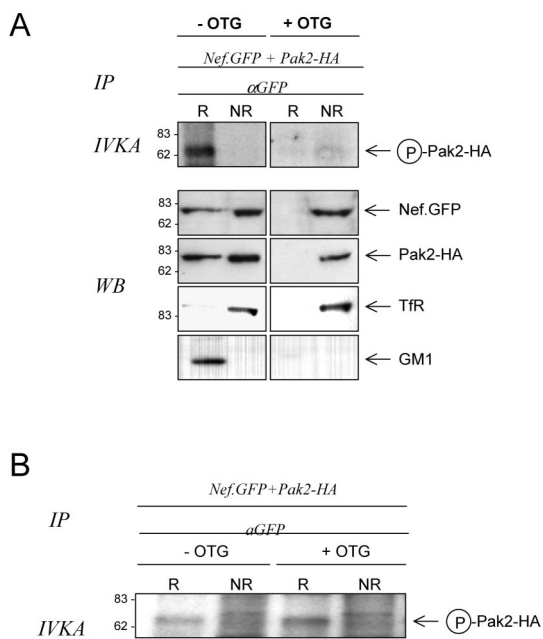 A
- OTG + OTG
Nef.GFP + Pak2-HA
IP
αGFP
R NR R NR
IVKA
83
62
P-Pak2-HA
83
62
Nef.GFP
83
62
Pak2-HA
WB
83
TfR
GM1
B
Nef.GFP+Pak2-HA
IP
aGFP
- OTG + OTG
R NR R NR
83
62
IVKA
P-Pak2-HA